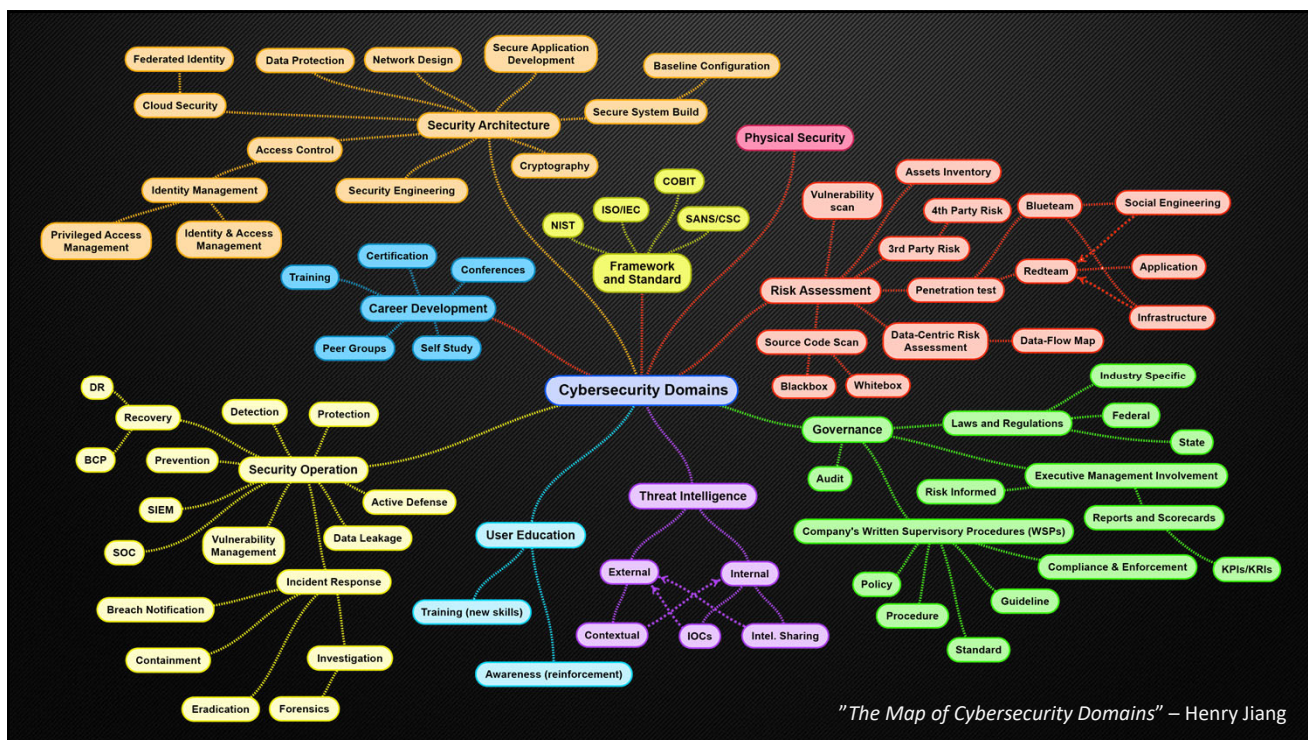 Federated Identity
Data Protection
Network Design
Secure Application
Development
Baseline Configuration
Cloud Security
Secure System Build
Security Architecture
Access Control
Cryptography
Identity Management
Security Engineering
Privileged Access
Management
Identity & Access
Management
Physical Security
COBIT
ISO/IEC
SANS/CSC
NIST
Framework
and Standard
Certification
Training
Conferences
Career Development
Peer Groups
Self Study
Assets Inventory
Vulnerability
scan
4th Party Risk
Blueteam
Social Engineering
3rd Party Risk
Redteam
Application
Risk Assessment
Penetration test
Infrastructure
Source Code Scan
Data-Centric Risk
Assessment
Data-Flow Map
Blackbox
Whitebox
Cybersecurity Domains
DR
Recovery
Detection
Protection
BCP
Prevention
Security Operation
SIEM
Active Defense
SOC
Vulnerability
Management
Data Leakage
Incident Response
Breach Notification
Containment
Investigation
Eradication
Forensics
User Education
Training (new skills)
Awareness (reinforcement)
Threat Intelligence
External
Internal
Contextual
IOCs
Intel. Sharing
Industry Specific
Governance
Laws and Regulations
Federal
State
Audit
Executive Management Involvement
Risk Informed
Reports and Scorecards
Company's Written Supervisory Procedures (WSPs)
Compliance & Enforcement
KPIs/KRIs
Policy
Procedure
Guideline
Standard
"The Map of Cybersecurity Domains" – Henry Jiang